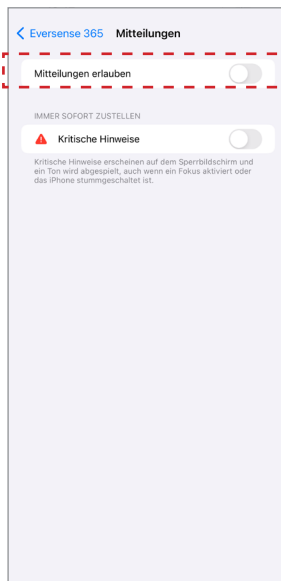 Eversense 365 Mitteilungen
Mitteilungen erlauben
IMMER SOFORT ZUSTELLEN
Kritische Hinweise
Kritische Hinweise erscheinen auf dem Sperrbildschirm und
ein Ton wird abgespielt, auch wenn ein Fokus aktiviert oder
das iPhone stummgeschaltet ist.